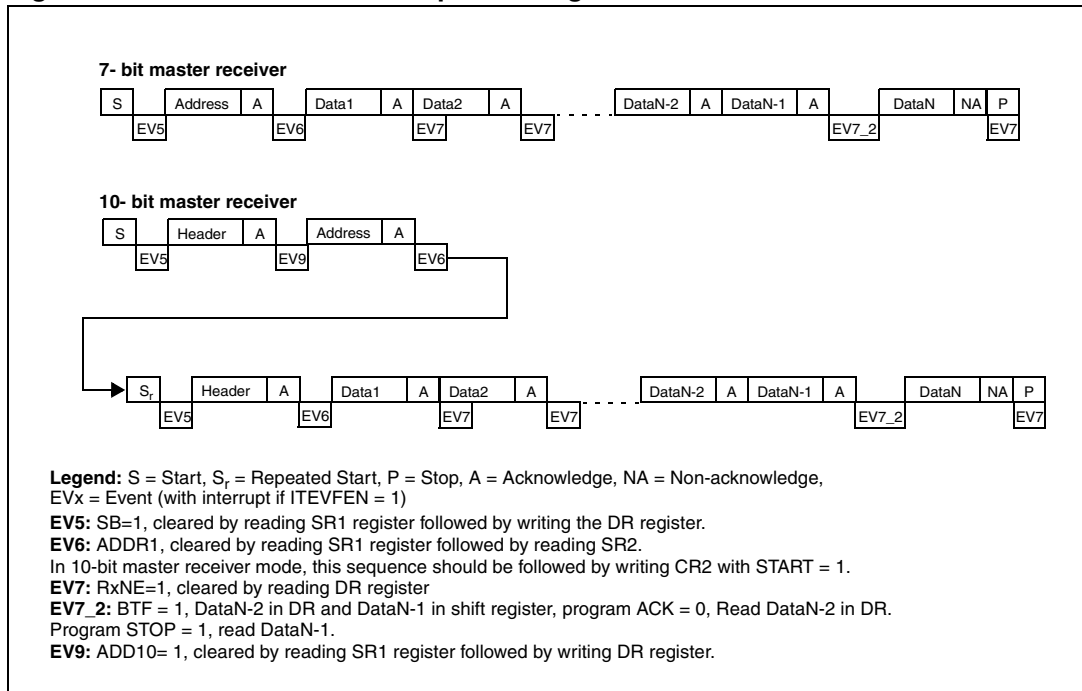 7- bit master receiver
S Address A Data1 A Data2 A DataN-2 A DataN-1 A DataN NA P
EV5 EV6 EV7 EV7 EV7_2 EV7
10- bit master receiver
S Header A Address A
EV5 EV9 EV6
Sr Header A Data1 A Data2 A DataN-2 A DataN-1 A DataN NA P
EV5 EV6 EV7 EV7 EV7_2 EV7
Legend: S = Start, Sr = Repeated Start, P = Stop, A = Acknowledge, NA = Non-acknowledge,
EVx = Event (with interrupt if ITEVFEN = 1)
EV5: SB=1, cleared by reading SR1 register followed by writing the DR register.
EV6: ADDR1, cleared by reading SR1 register followed by reading SR2.
In 10-bit master receiver mode, this sequence should be followed by writing CR2 with START = 1.
EV7: RxNE=1, cleared by reading DR register
EV7_2: BTF = 1, DataN-2 in DR and DataN-1 in shift register, program ACK = 0, Read DataN-2 in DR.
Program STOP = 1, read DataN-1.
EV9: ADD10= 1, cleared by reading SR1 register followed by writing DR register.